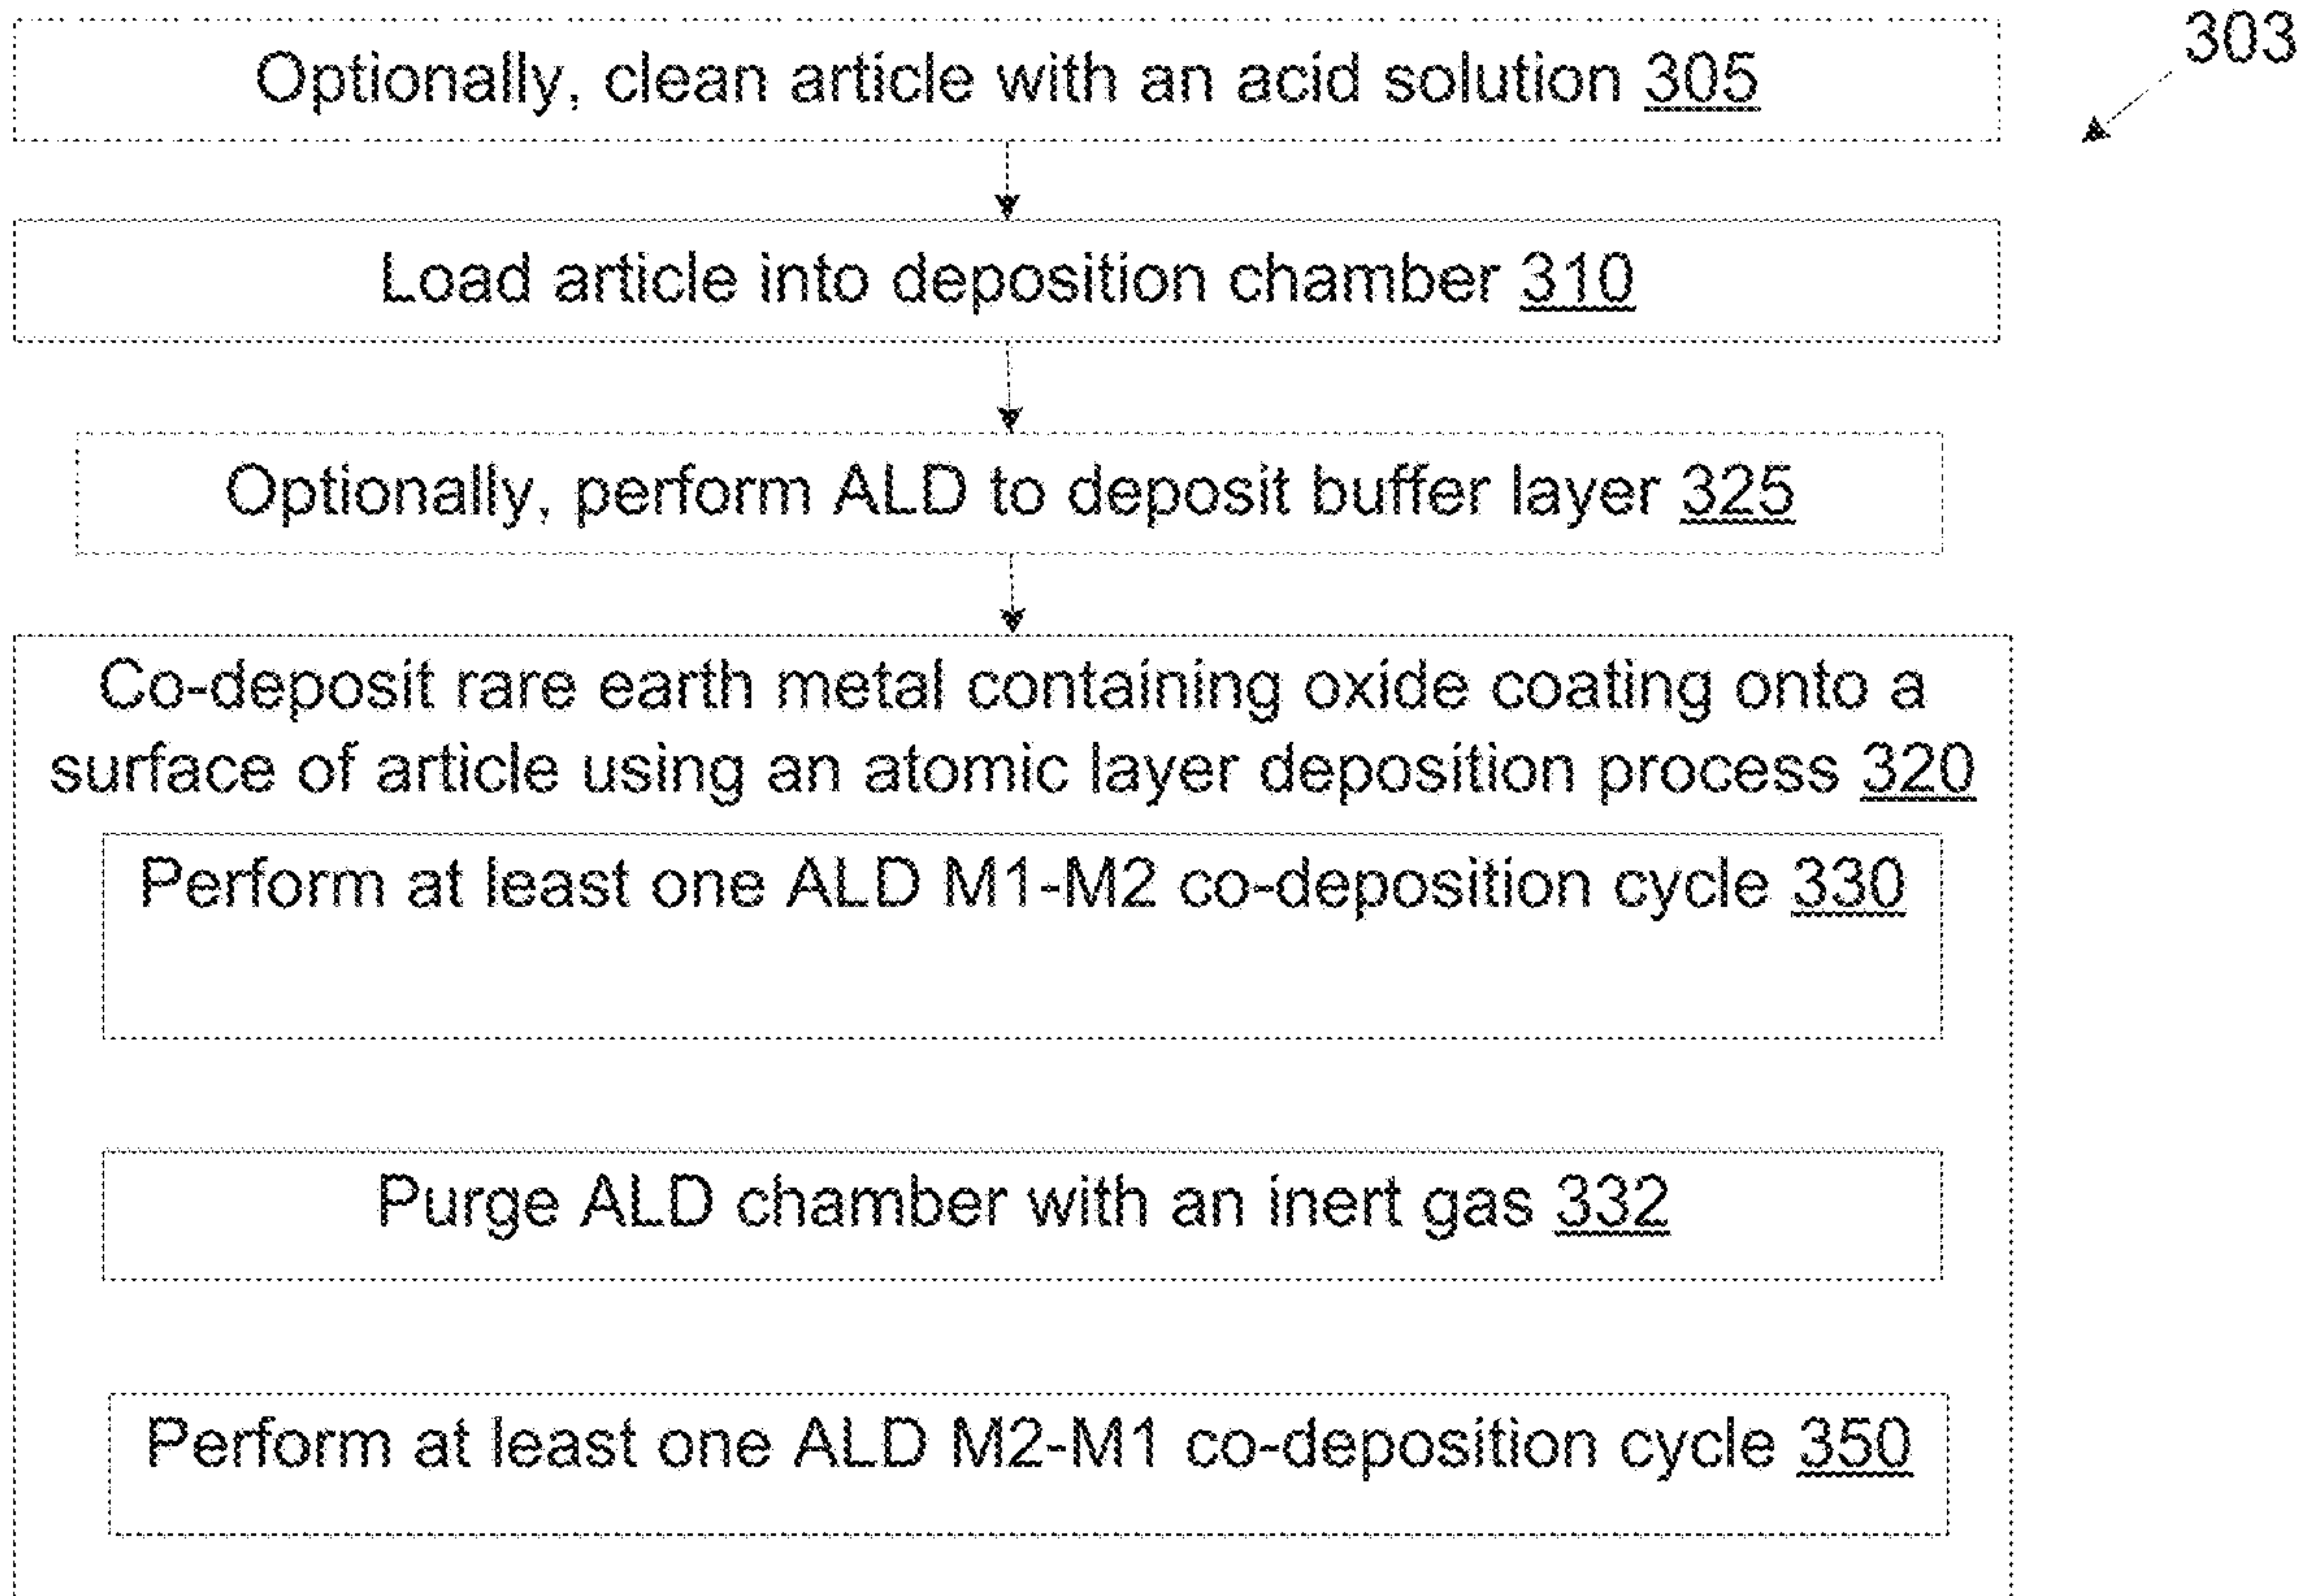 303
Optionally, clean article with an acid solution 305
Load article into deposition chamber 310
Optionally, perform ALD to deposit buffer layer 325
Co-deposit rare earth metal containing oxide coating onto a
surface of article using an atomic layer deposition process 320
Perform at least one ALD M1-M2 co-deposition cycle 330
Purge ALD chamber with an inert gas 332
Perform at least one ALD M2-M1 co-deposition cycle 350